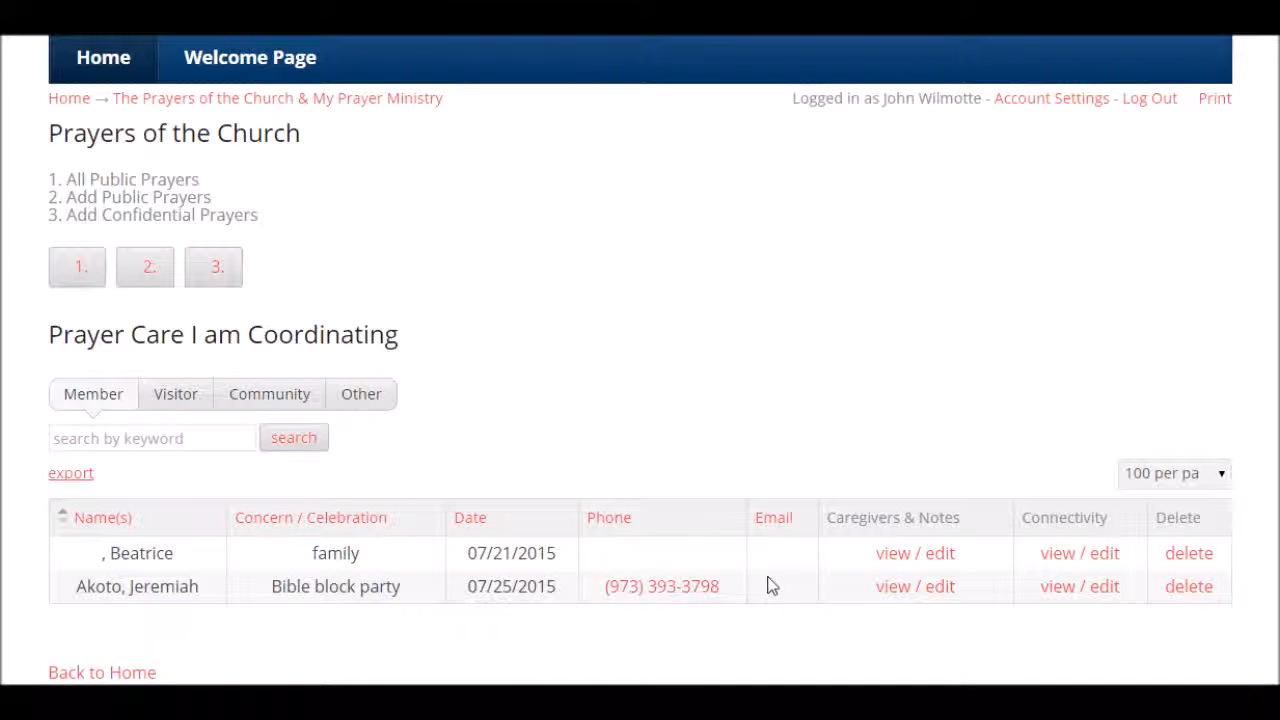 Home Welcome Page
Home → The Prayers of the Church & My Prayer Ministry Logged in as John Wilmotte - Account Settings - Log Out Print
Prayers of the Church
1. All Public Prayers
2. Add Public Prayers
3. Add Confidential Prayers
1. 2. 3.
Prayer Care I am Coordinating
Member Visitor Community Other
search by keyword search
export 100 per pa
Name(s) Concern / Celebration Date Phone Email Caregivers & Notes Connectivity Delete
, Beatrice family 07/21/2015 view / edit view / edit delete
Akoto, Jeremiah Bible block party 07/25/2015 (973) 393-3798 view / edit view / edit delete
Back to Home